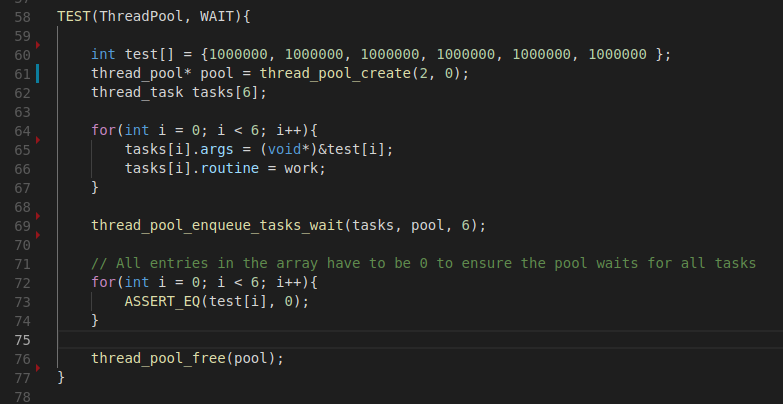 58 TEST(ThreadPool, WAIT){
59
60 int test[] = {1000000, 1000000, 1000000, 1000000, 1000000, 1000000 };
61 thread_pool* pool = thread_pool_create(2, 0);
62 thread_task tasks[6];
63
64 for(int i = 0; i < 6; i++){
65 tasks[i].args = (void*)&test[i];
66 tasks[i].routine = work;
67 }
68
69 thread_pool_enqueue_tasks_wait(tasks, pool, 6);
70
71 // All entries in the array have to be 0 to ensure the pool waits for all tasks
72 for(int i = 0; i < 6; i++){
73 ASSERT_EQ(test[i], 0);
74 }
75
76 thread_pool_free(pool);
77 }
78